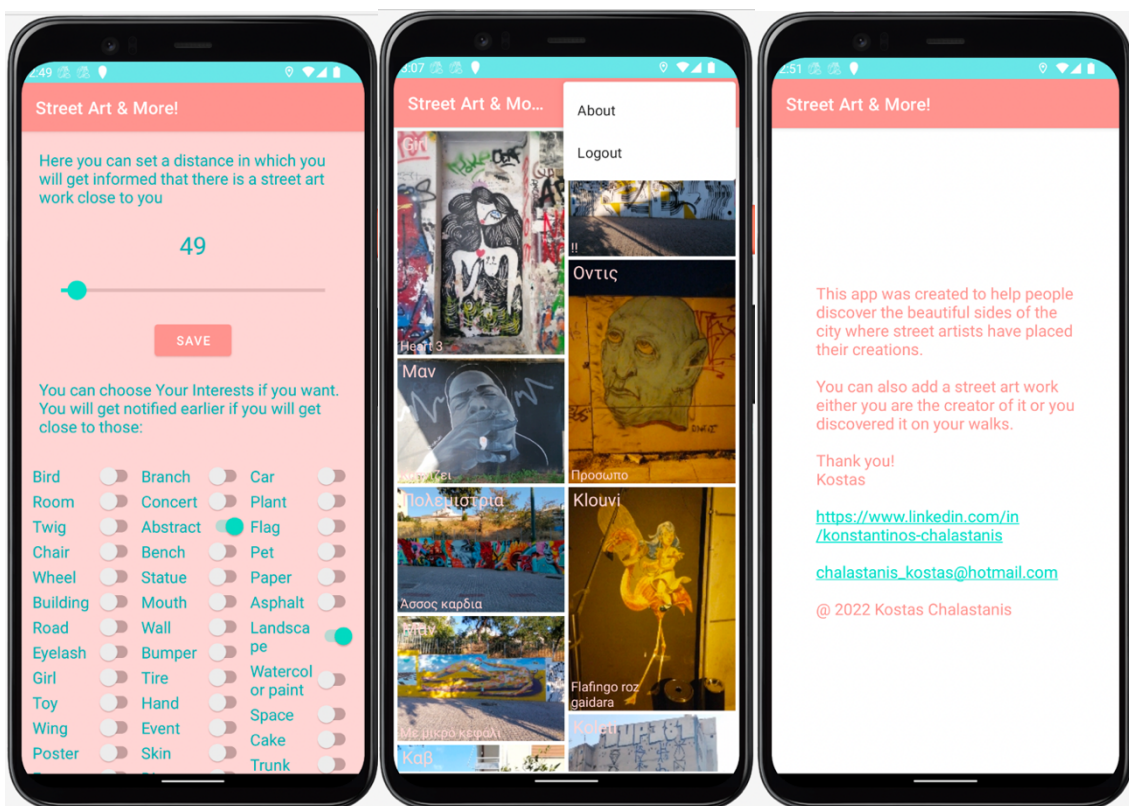 2:49
Street Art & More!
Here you can set a distance in which you
will get informed that there is a street art
work close to you
49
SAVE
You can choose Your Interests if you want.
You will get notified earlier if you will get
close to those:
Bird Branch Car
Room Concert Plant
Twig Abstract Flag
Chair Bench Pet
Wheel Statue Paper
Building Mouth Asphalt
Road Wall Landsca
pe
Eyelash Bumper
Girl Tire Watercol
or paint
Toy Hand
Wing Event Space
Poster Skin Cake
Trunk
3:07
Street Art & Mo...
About
Logout
Girl
Heart 3
!!
Μαν
Οντις
Προσωπο
Πολεμιστρια
Άσσος καρδια
Klouvi
Flafingo roz
gaidara
Με μικρό κεφαλι
Koleti
Καβ
2:51
Street Art & More!
This app was created to help people
discover the beautiful sides of the
city where street artists have placed
their creations.
You can also add a street art work
either you are the creator of it or you
discovered it on your walks.
Thank you!
Kostas
https://www.linkedin.com/in
/konstantinos-chalastanis
chalastanis_kostas@hotmail.com
@ 2022 Kostas Chalastanis